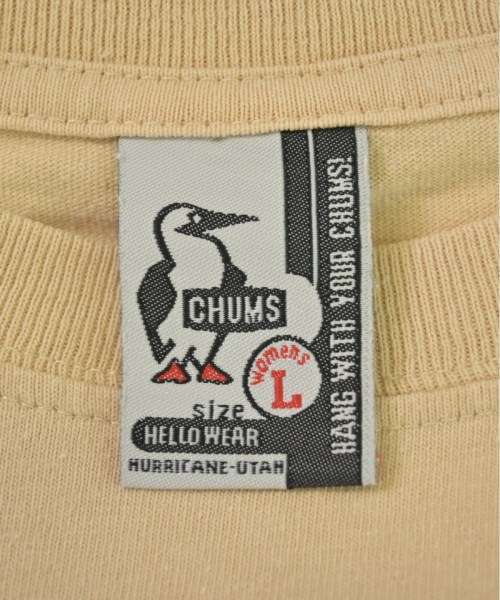 CHUMS
womens
L
size
HELLO WEAR
HURRICANE-UTAH
HANG WITH YOUR CHUMS!